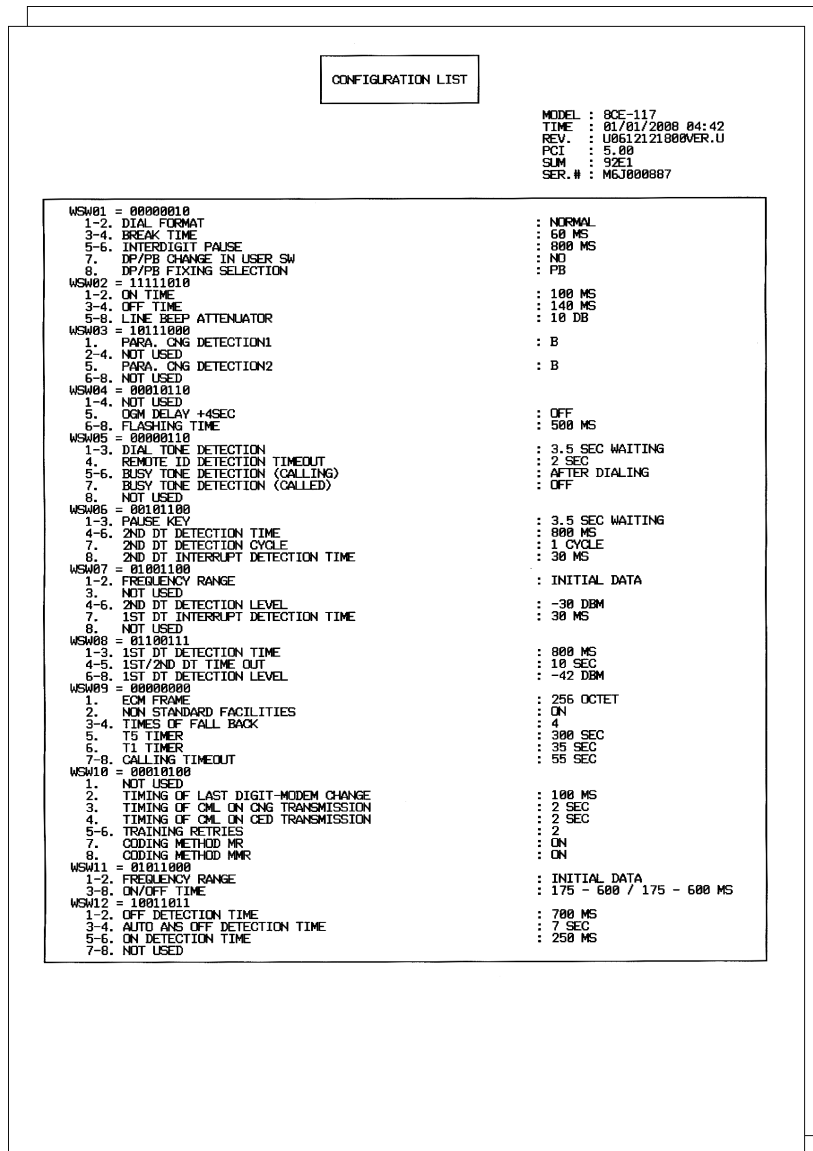 CONFIGURATION LIST
MODEL : 8CE-117
TIME : 01/01/2008 04:42
REV. : U0612121800VER.U
PCI : 5.00
SUM : 92E1
SER.# : M6J000887
WSW01 = 00000010
1-2. DIAL FORMAT : NORMAL
3-4. BREAK TIME : 60 MS
5-6. INTERDIGIT PAUSE : 800 MS
7. DP/PB CHANGE IN USER SW : NO
8. DP/PB FIXING SELECTION : PB
WSW02 = 11111010
1-2. ON TIME : 100 MS
3-4. OFF TIME : 140 MS
5-8. LINE BEEP ATTENUATOR : 10 DB
WSW03 = 10111000
1. PARA. CNG DETECTION1 : B
2-4. NOT USED
5. PARA. CNG DETECTION2 : B
6-8. NOT USED
WSW04 = 00010110
1-4. NOT USED
5. OGM DELAY +4SEC : OFF
6-8. FLASHING TIME : 500 MS
WSW05 = 00000110
1-3. DIAL TONE DETECTION : 3.5 SEC WAITING
4. REMOTE ID DETECTION TIMEOUT : 2 SEC
5-6. BUSY TONE DETECTION (CALLING) : AFTER DIALING
7. BUSY TONE DETECTION (CALLED) : OFF
8. NOT USED
WSW06 = 00101100
1-3. PAUSE KEY : 3.5 SEC WAITING
4-6. 2ND DT DETECTION TIME : 800 MS
7. 2ND DT DETECTION CYCLE : 1 CYCLE
8. 2ND DT INTERRUPT DETECTION TIME : 30 MS
WSW07 = 01001100
1-2. FREQUENCY RANGE : INITIAL DATA
3. NOT USED
4-6. 2ND DT DETECTION LEVEL : -30 DBM
7. 1ST DT INTERRUPT DETECTION TIME : 30 MS
8. NOT USED
WSW08 = 01100111
1-3. 1ST DT DETECTION TIME : 800 MS
4-5. 1ST/2ND DT TIME OUT : 10 SEC
6-8. 1ST DT DETECTION LEVEL : -42 DBM
WSW09 = 00000000
1. ECM FRAME : 256 OCTET
2. NON STANDARD FACILITIES : ON
3-4. TIMES OF FALL BACK : 4
5. T5 TIMER : 300 SEC
6. T1 TIMER : 35 SEC
7-8. CALLING TIMEOUT : 55 SEC
WSW10 = 00010100
1. NOT USED
2. TIMING OF LAST DIGIT-MODEM CHANGE : 100 MS
3. TIMING OF CML ON CNG TRANSMISSION : 2 SEC
4. TIMING OF CML ON CED TRANSMISSION : 2 SEC
5-6. TRAINING RETRIES : 2
7. CODING METHOD MR : ON
8. CODING METHOD MMR : ON
WSW11 = 01011000
1-2. FREQUENCY RANGE : INITIAL DATA
3-8. ON/OFF TIME : 175 - 600 / 175 - 600 MS
WSW12 = 10011011
1-2. OFF DETECTION TIME : 700 MS
3-4. AUTO ANS OFF DETECTION TIME : 7 SEC
5-6. ON DETECTION TIME : 250 MS
7-8. NOT USED